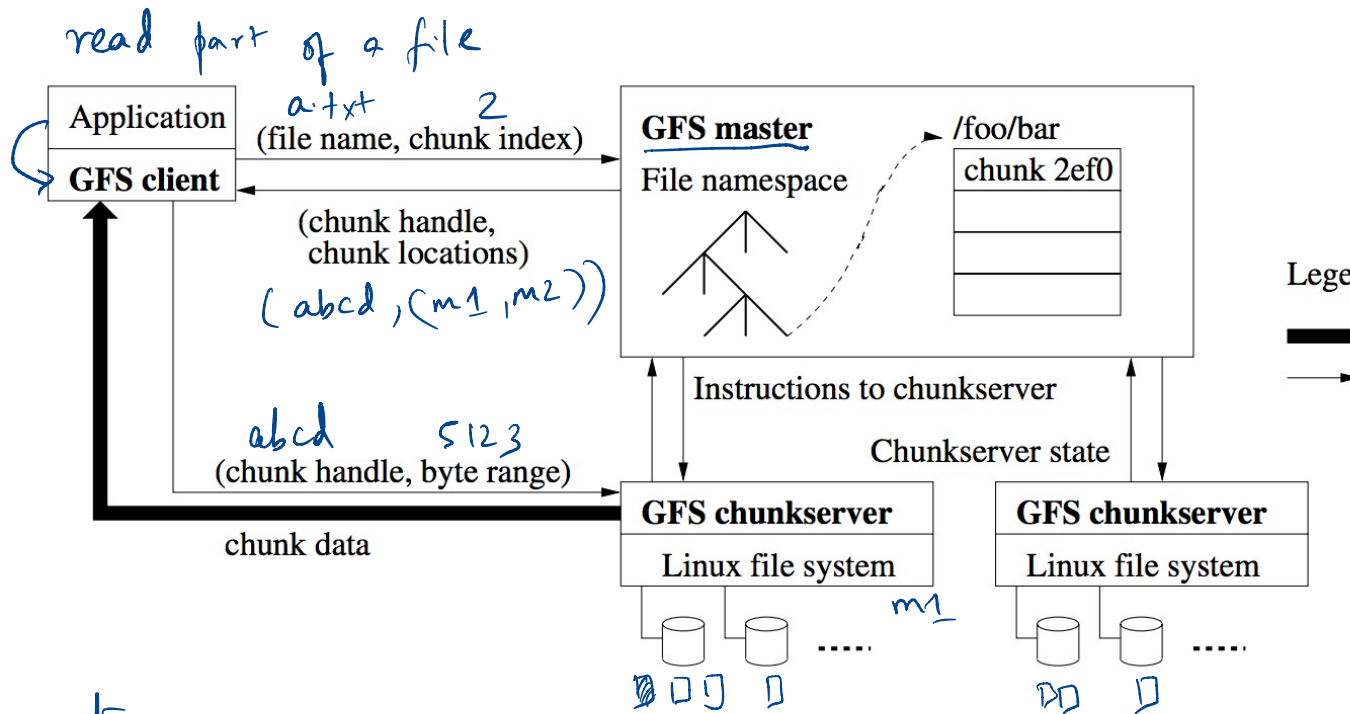 read part of a file
a.txt 2
Application
(file name, chunk index)
GFS client
(chunk handle,
chunk locations)
(abcd, (m1, m2))
GFS master
File namespace
/foo/bar
chunk 2ef0
Lege
Instructions to chunkserver
Chunkserver state
abcd 5123
(chunk handle, byte range)
chunk data
GFS chunkserver
Linux file system
m1
GFS chunkserver
Linux file system